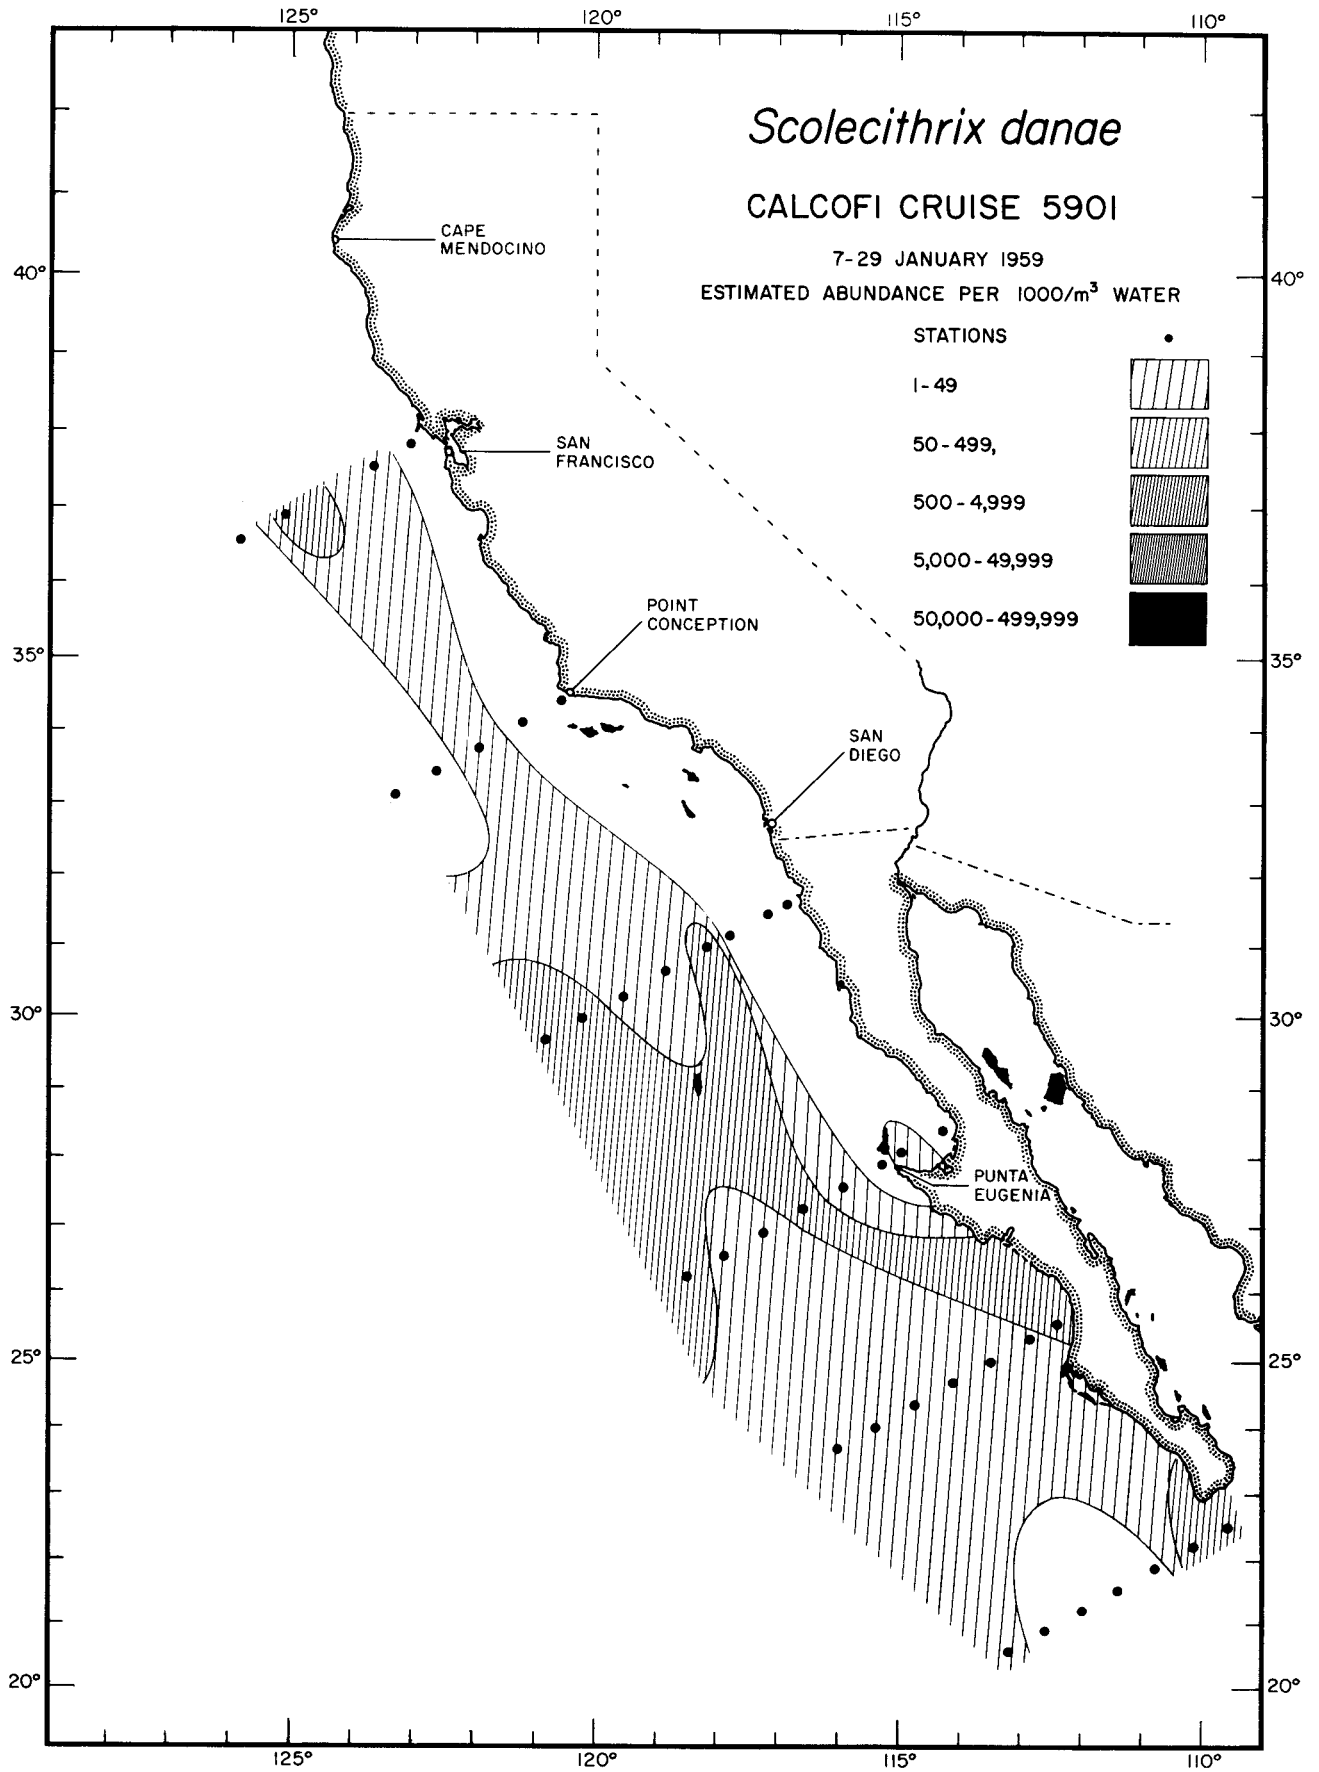 125° 120° 115° 110°
Scolecithrix danae
CALCOFI CRUISE 5901
7-29 JANUARY 1959
ESTIMATED ABUNDANCE PER 1000/m³ WATER
STATIONS
1-49
50-499,
500-4,999
5,000-49,999
50,000-499,999
CAPE
MENDOCINO
40° 40°
SAN
FRANCISCO
POINT
CONCEPTION
35° 35°
SAN
DIEGO
30° 30°
PUNTA
EUGENIA
25° 25°
20° 20°
125° 120° 115° 110°